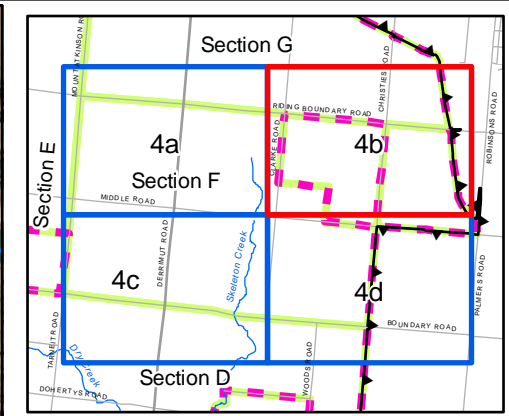 Section G
MOUNT ATKINSON R
CHRISTIES ROAD
ROBINSONS ROAD
RIDING BOUNDARY ROAD
CLARKE ROAD
4a
4b
Section F
Section E
MIDDLE ROAD
DERRIMUT ROAD
Skeleton Creek
PALMERS ROAD
4c
4d
BOUNDARY ROAD
TARNEIT ROAD
Dry Creek
WOODS ROAD
Section D
DOHERTYS ROAD